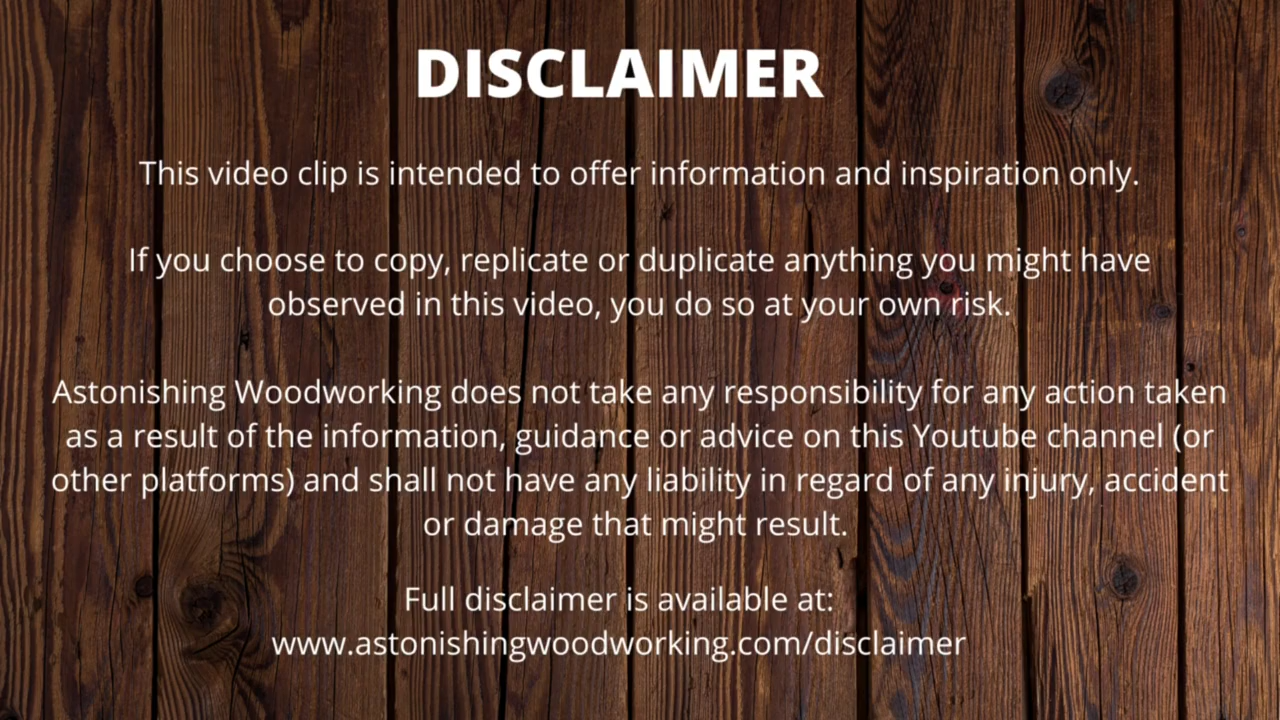 DISCLAIMER
This video clip is intended to offer information and inspiration only.
If you choose to copy, replicate or duplicate anything you might have
observed in this video, you do so at your own risk.
Astonishing Woodworking does not take any responsibility for any action taken
as a result of the information, guidance or advice on this Youtube channel (or
other platforms) and shall not have any liability in regard of any injury, accident
or damage that might result.
Full disclaimer is available at:
www.astonishingwoodworking.com/disclaimer